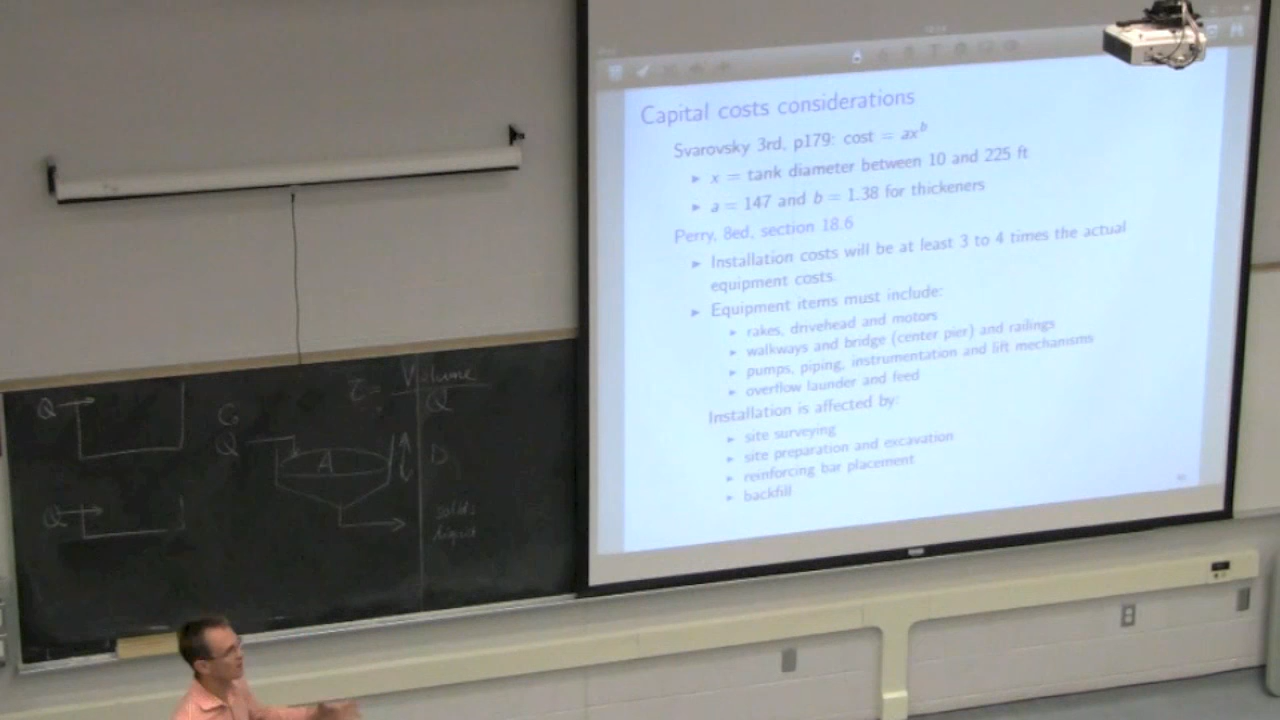 Capital costs considerations
Svarovsky 3rd, p179: cost = axᵇ
► x = tank diameter between 10 and 225 ft
► a = 147 and b = 1.38 for thickeners
Perry, 8ed, section 18.6
► Installation costs will be at least 3 to 4 times the actual
equipment costs.
► Equipment items must include:
► rakes, drivehead and motors
► walkways and bridge (center pier) and railings
► pumps, piping, instrumentation and lift mechanisms
► overflow launder and feed
Installation is affected by:
► site surveying
► site preparation and excavation
► reinforcing bar placement
► backfill
Volume
Q
Q
Q
A
D
Q
solids
liquid